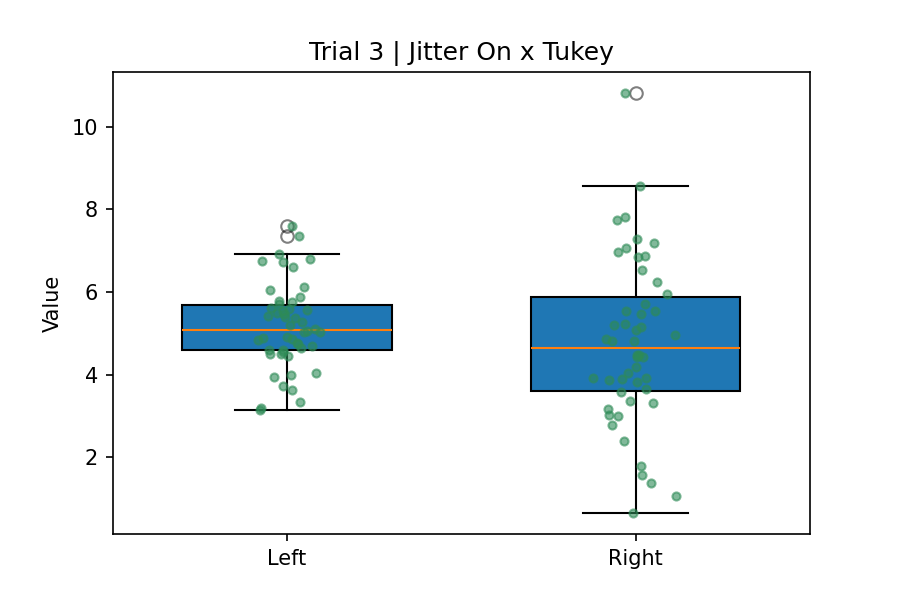 Trial 3 | Jitter On x Tukey
Value
10
8
6
4
2
Left
Right